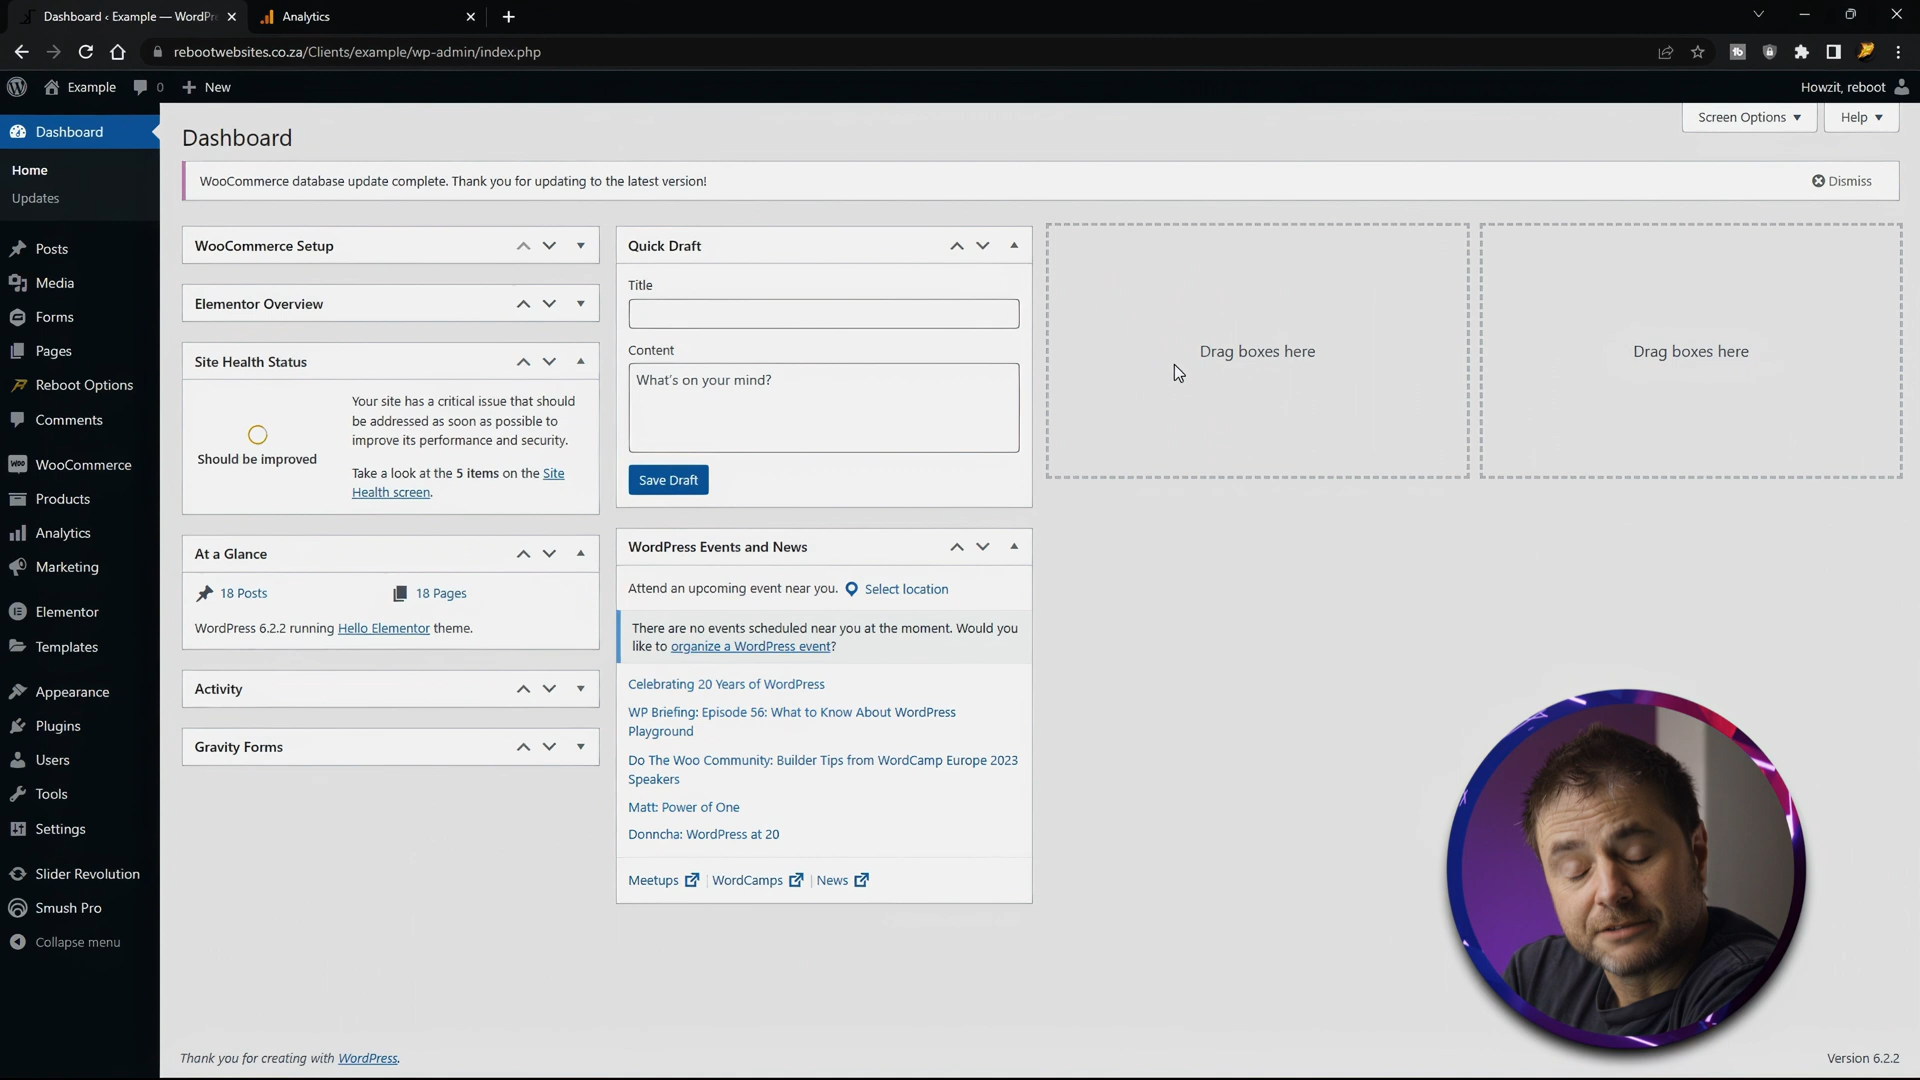 Dashboard ‹ Example — WordPr
Analytics
rebootwebsites.co.za/Clients/example/wp-admin/index.php
Example
0
New
Howzit, reboot
Dashboard
Home
Updates
Posts
Media
Forms
Pages
Reboot Options
Comments
WooCommerce
Products
Analytics
Marketing
Elementor
Templates
Appearance
Plugins
Users
Tools
Settings
Slider Revolution
Smush Pro
Collapse menu
Screen Options
Help
Dashboard
WooCommerce database update complete. Thank you for updating to the latest version!
Dismiss
WooCommerce Setup
Elementor Overview
Site Health Status
Should be improved
Your site has a critical issue that should
be addressed as soon as possible to
improve its performance and security.
Take a look at the 5 items on the Site
Health screen.
At a Glance
18 Posts
18 Pages
WordPress 6.2.2 running Hello Elementor theme.
Activity
Gravity Forms
Quick Draft
Title
Content
What's on your mind?
Save Draft
WordPress Events and News
Attend an upcoming event near you.
Select location
There are no events scheduled near you at the moment. Would you
like to organize a WordPress event?
Celebrating 20 Years of WordPress
WP Briefing: Episode 56: What to Know About WordPress
Playground
Do The Woo Community: Builder Tips from WordCamp Europe 2023
Speakers
Matt: Power of One
Donncha: WordPress at 20
Meetups
WordCamps
News
Drag boxes here
Drag boxes here
Thank you for creating with WordPress.
Version 6.2.2